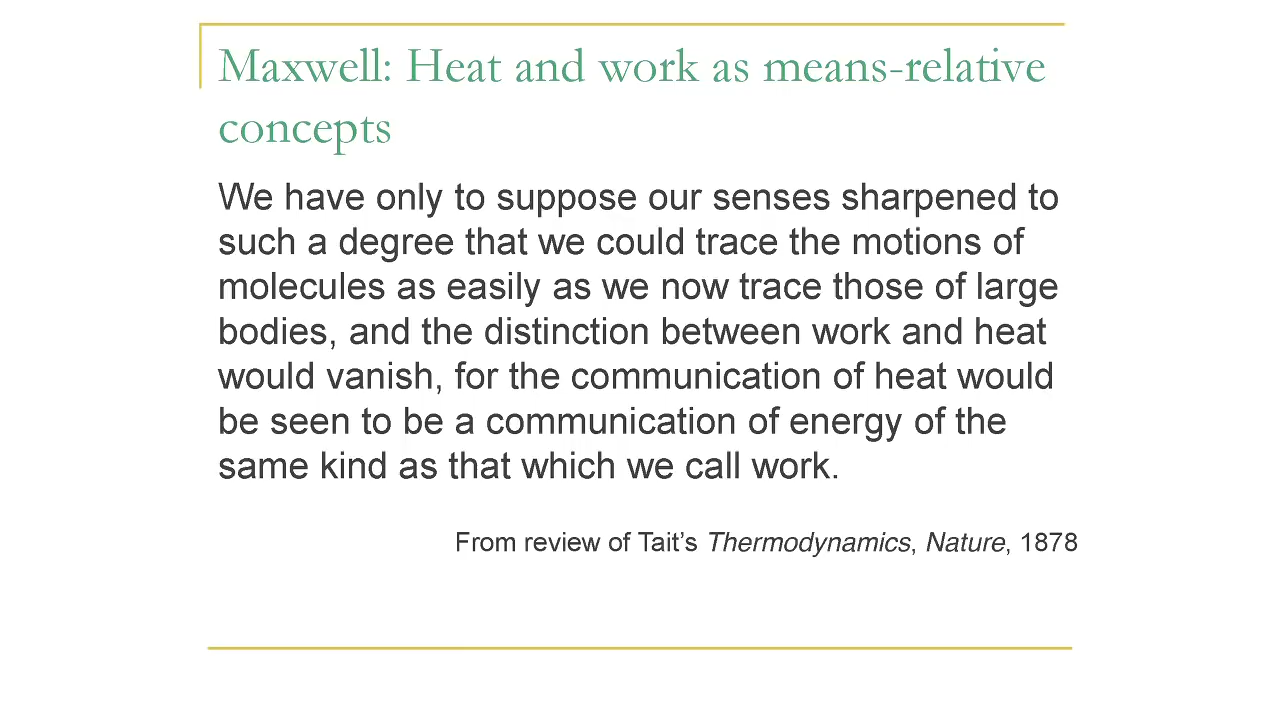 Maxwell: Heat and work as means-relative
concepts
We have only to suppose our senses sharpened to
such a degree that we could trace the motions of
molecules as easily as we now trace those of large
bodies, and the distinction between work and heat
would vanish, for the communication of heat would
be seen to be a communication of energy of the
same kind as that which we call work.
From review of Tait’s Thermodynamics, Nature, 1878